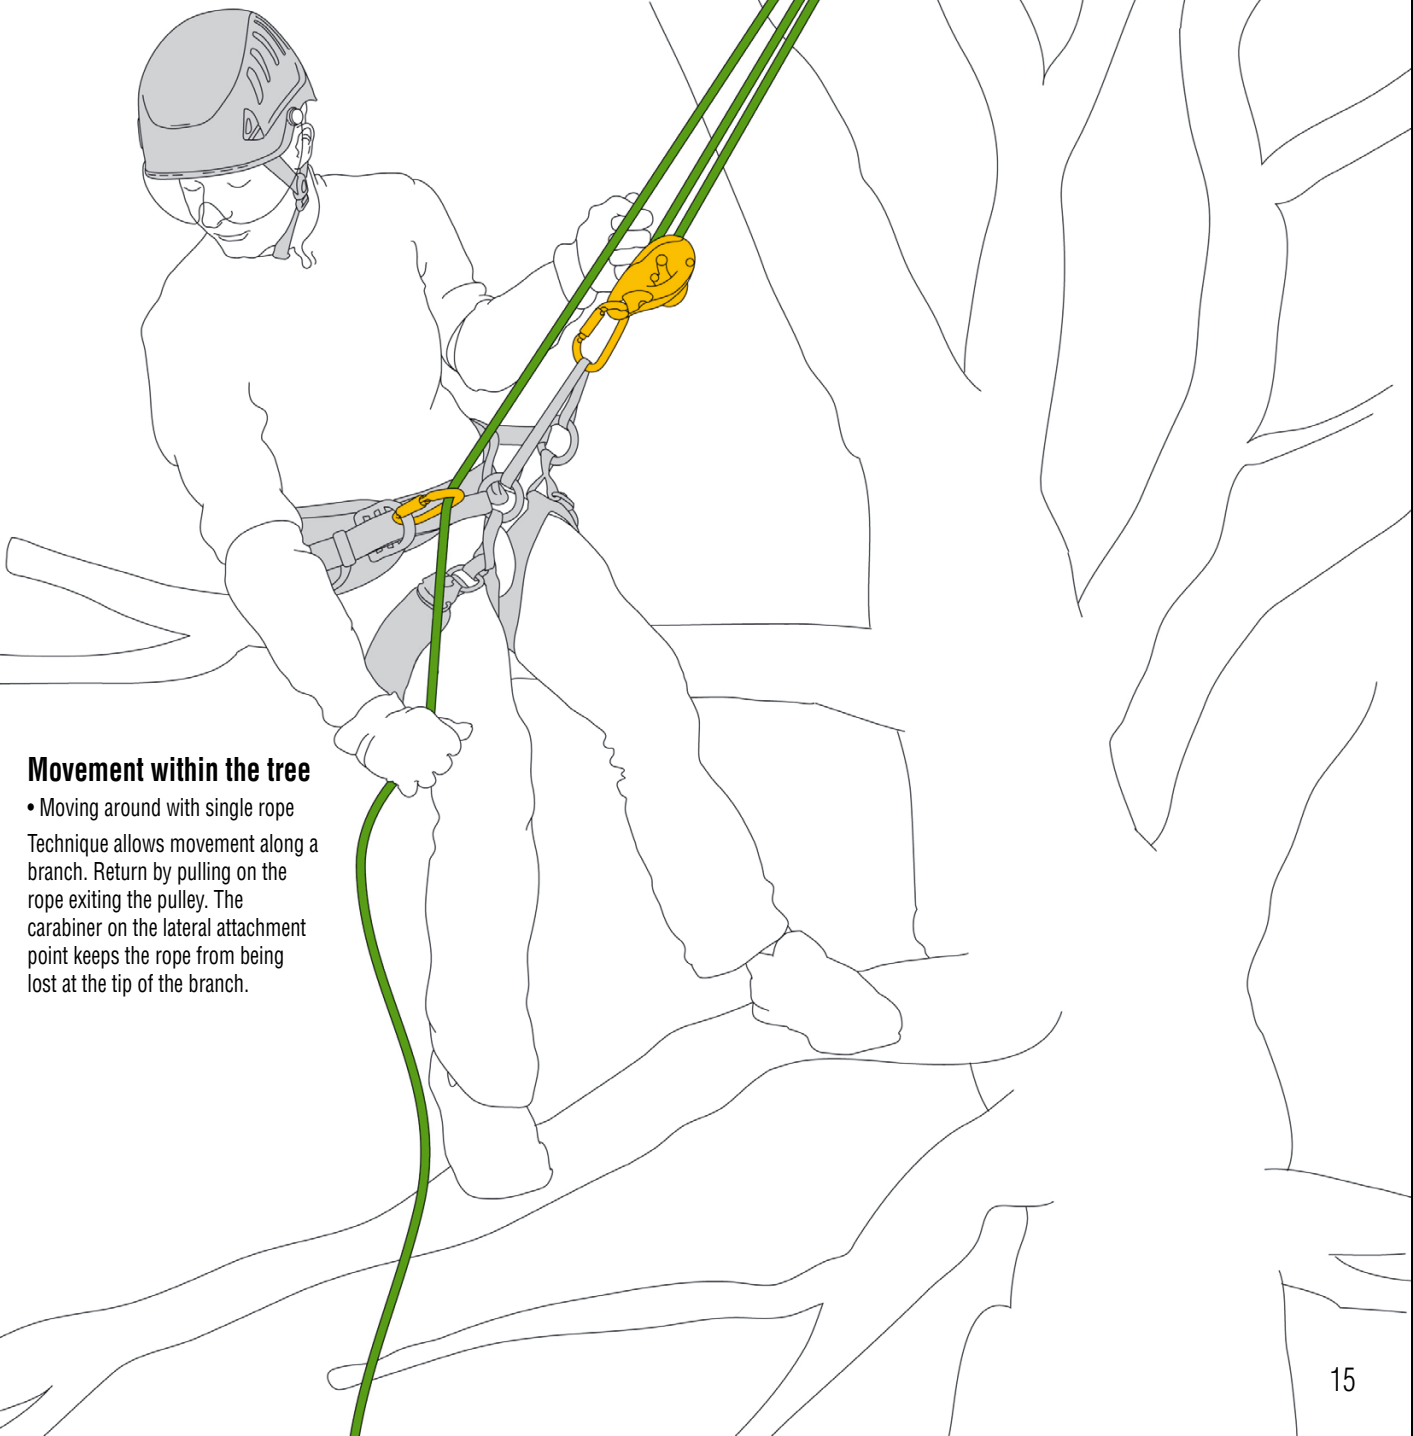 Movement within the tree
• Moving around with single rope
Technique allows movement along a
branch. Return by pulling on the
rope exiting the pulley. The
carabiner on the lateral attachment
point keeps the rope from being
lost at the tip of the branch.
15